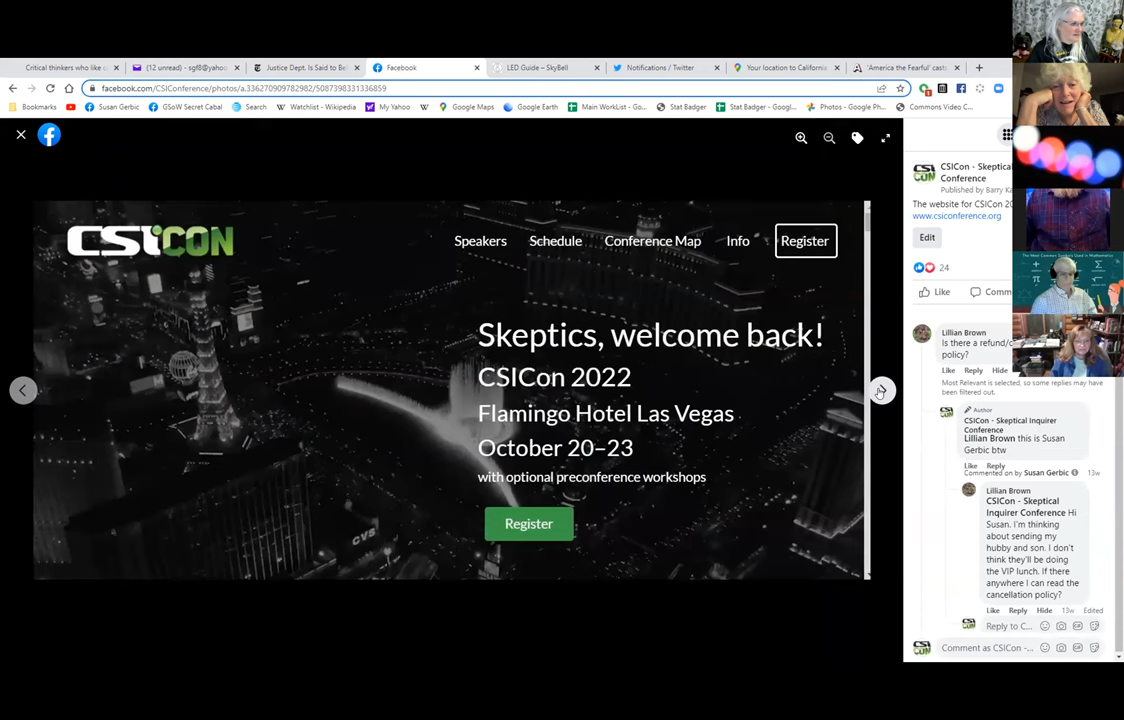 Critical thinkers who like c
(12 unread) - sgf8@yahoo
Justice Dept. Is Said to Be
Facebook
LED Guide – SkyBell
Notifications / Twitter
Your location to California
'America the Fearful' casts
facebook.com/CSIConference/photos/a.336270909782982/5087398331336859
Bookmarks
Susan Gerbic
GSoW Secret Cabal
Search
Watchlist - Wikipedia
My Yahoo
Google Maps
Google Earth
Main WorkList - Go...
Stat Badger
Stat Badger - Googl...
Photos - Google Ph...
Commons Video C...
CSICON
Speakers
Schedule
Conference Map
Info
Register
Skeptics, welcome back!
CSICon 2022
Flamingo Hotel Las Vegas
October 20–23
with optional preconference workshops
Register
CVS
CSICon - Skeptical
Conference
Published by Barry
The website for CSICon 20
www.csiconference.org
Edit
24
Like
Comm
Lillian Brown
Is there a refund/c
policy?
Like Reply Hide
Most Relevant is selected, so some replies may have
been filtered out.
Author
CSICon - Skeptical Inquirer
Conference
Lillian Brown this is Susan
Gerbic btw
Like Reply
Commented on by Susan Gerbic 13w
Lillian Brown
CSICon - Skeptical
Inquirer Conference Hi
Susan. I'm thinking
about sending my
hubby and son. I don't
think they'll be doing
the VIP lunch. If there
anywhere I can read the
cancellation policy?
Like Reply Hide 13w Edited
Reply to C...
Comment as CSICon -...
The Most Common Symbols Used in Mathematics